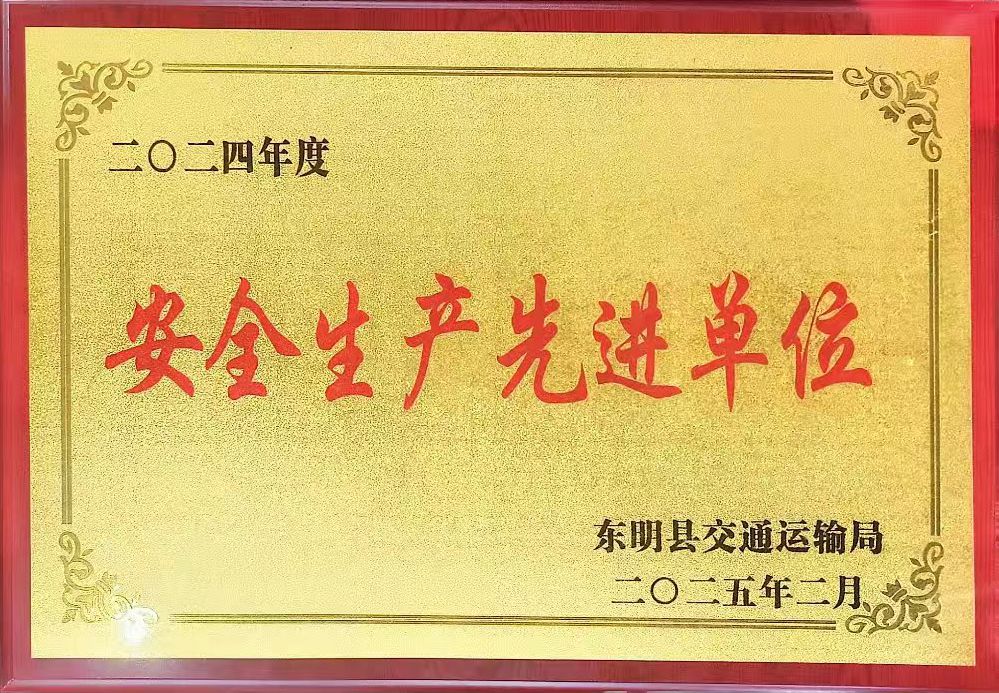 二〇二四年度
安全生产先进单位
东明县交通运输局
二〇二五年二月